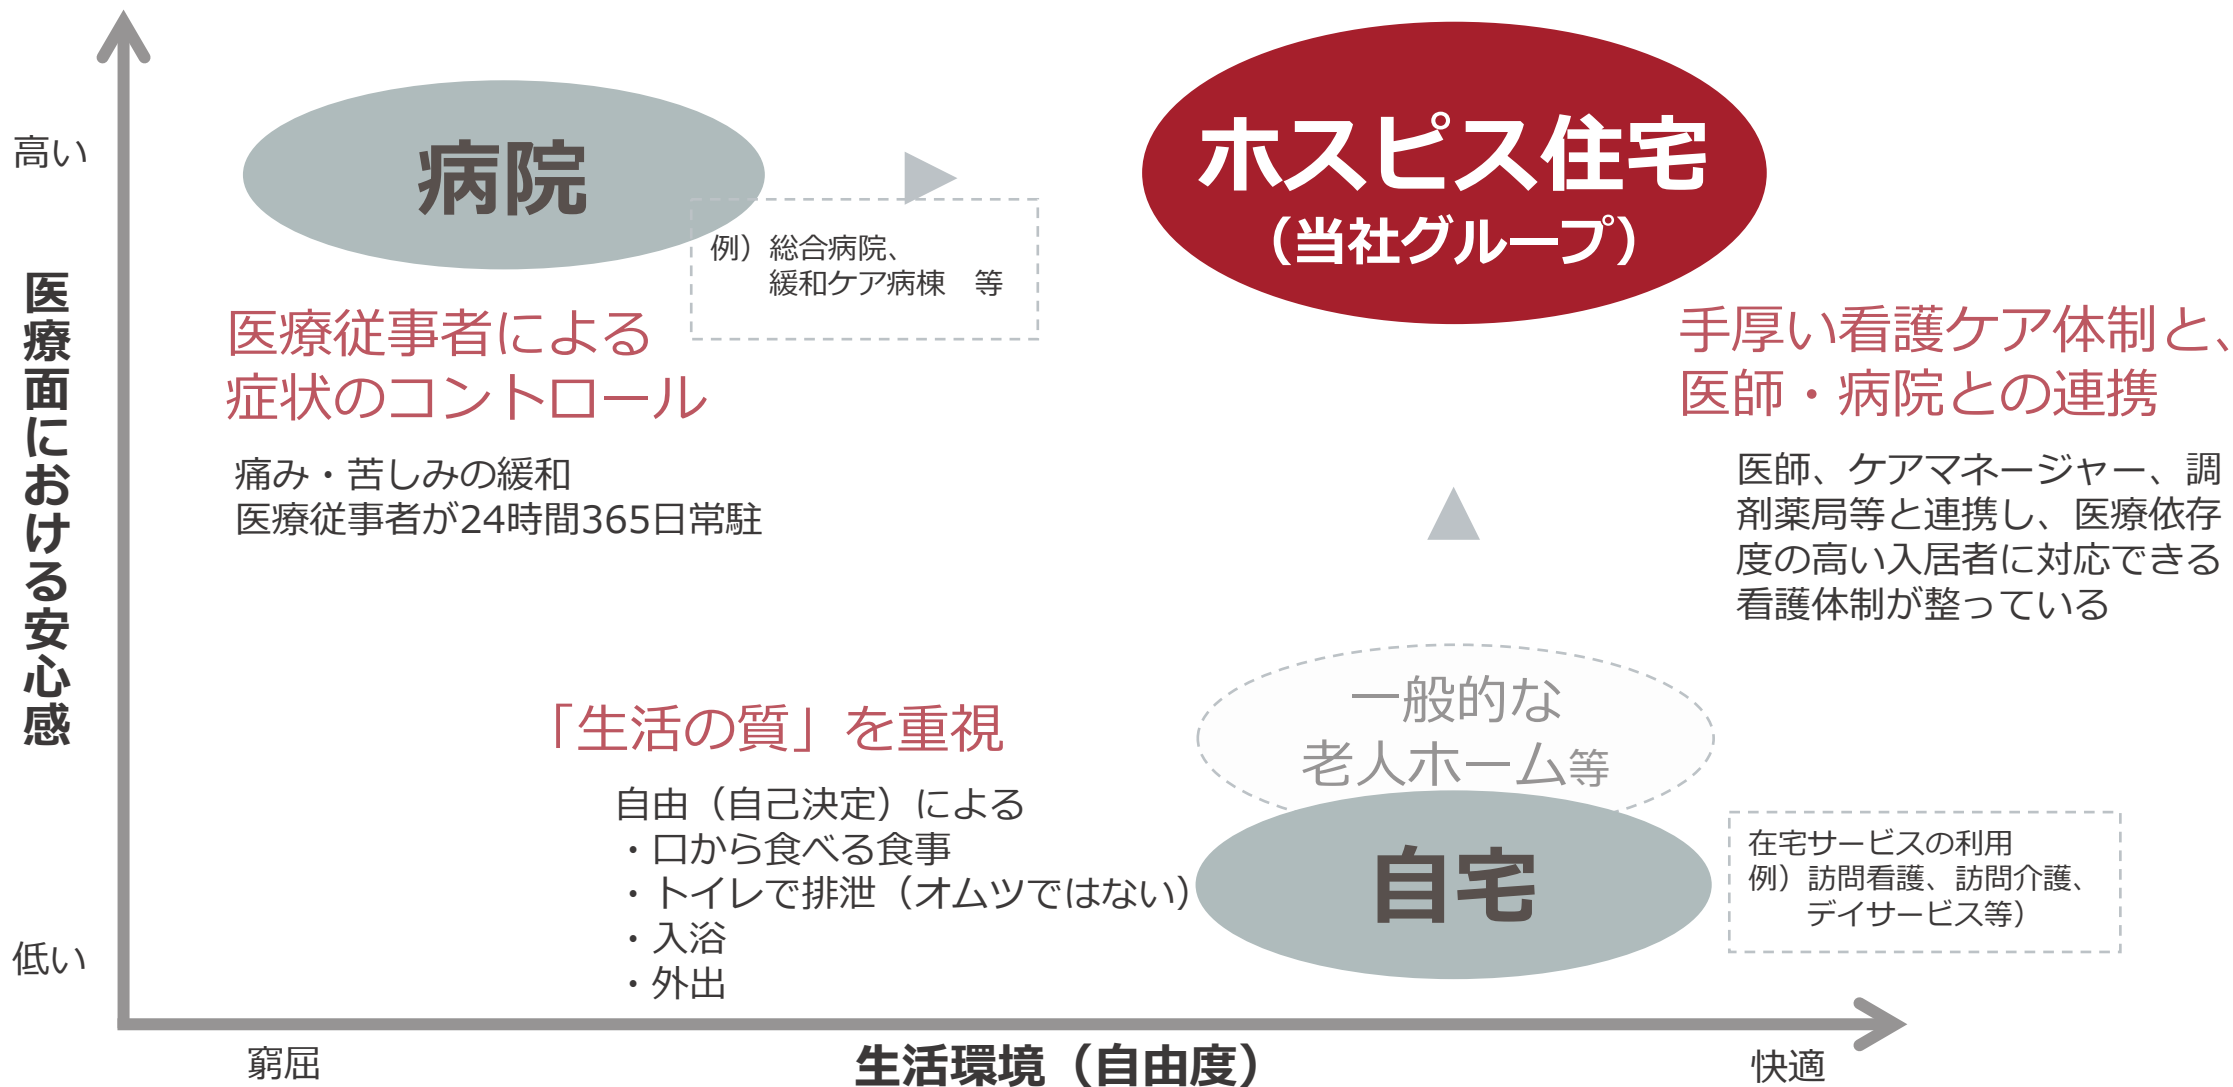 高い
医療面における安心感
低い
病院
例）総合病院、
緩和ケア病棟　等
医療従事者による
症状のコントロール
痛み・苦しみの緩和
医療従事者が24時間365日常駐
ホスピス住宅
（当社グループ）
手厚い看護ケア体制と、
医師・病院との連携
医師、ケアマネージャー、調
剤薬局等と連携し、医療依存
度の高い入居者に対応できる
看護体制が整っている
「生活の質」を重視
自由（自己決定）による
・口から食べる食事
・トイレで排泄（オムツではない）
・入浴
・外出
一般的な
老人ホーム等
自宅
在宅サービスの利用
例）訪問看護、訪問介護、
デイサービス等）
窮屈
生活環境（自由度）
快適